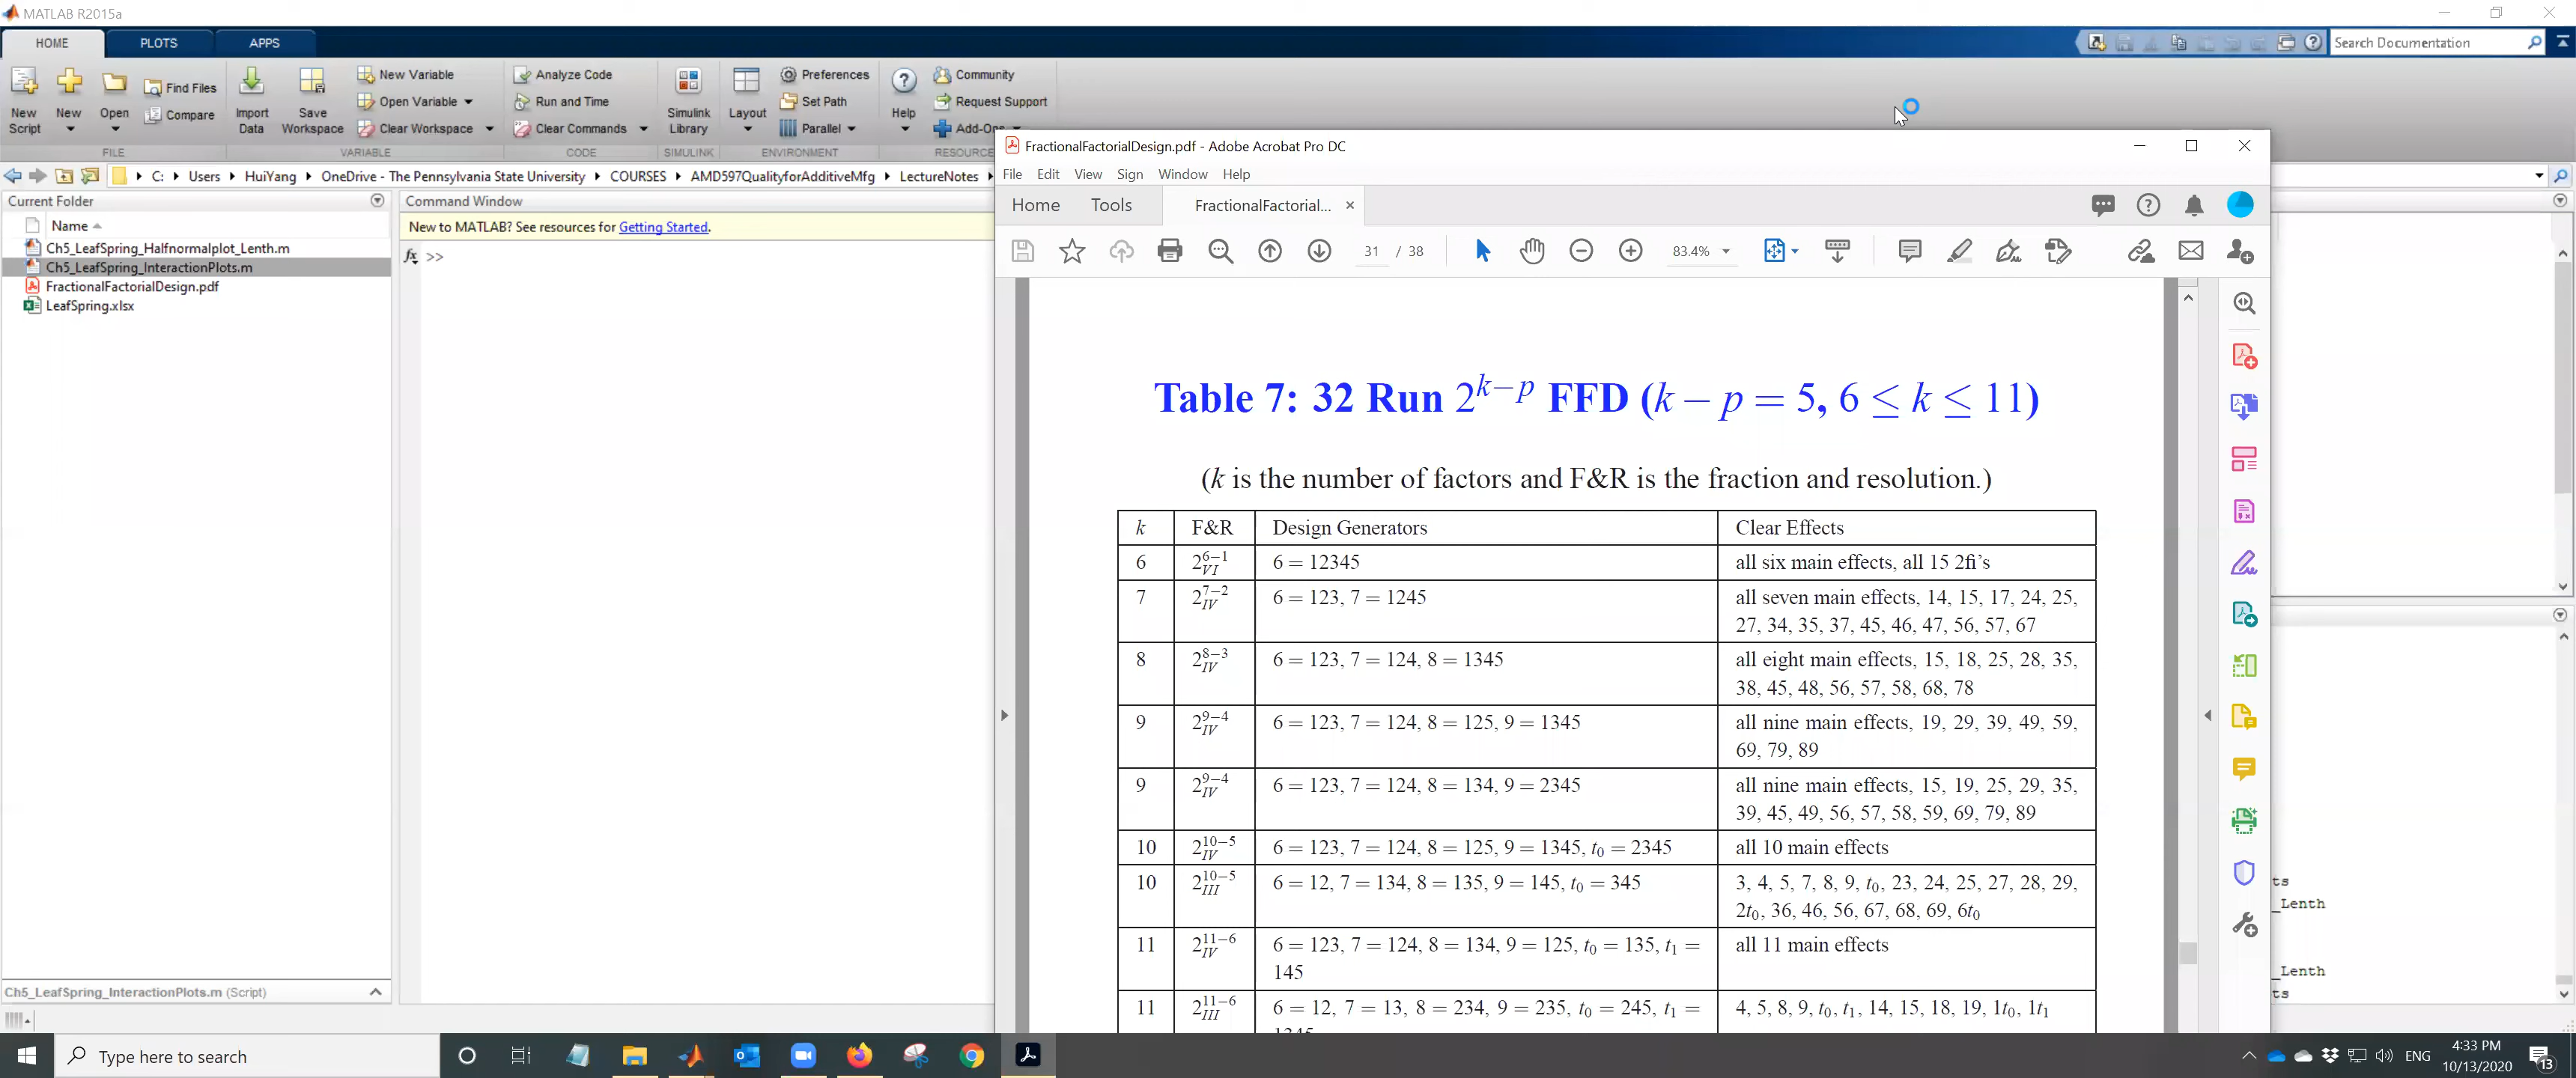 MATLAB R2015a
HOME PLOTS APPS
Search Documentation
New Script
New
Open
Find Files
Compare
Import Data
Save Workspace
New Variable
Open Variable
Clear Workspace
Analyze Code
Run and Time
Clear Commands
Simulink Library
Layout
Preferences
Set Path
Parallel
Help
Community
Request Support
Add-Ons
FILE VARIABLE CODE SIMULINK ENVIRONMENT RESOURCE
C: Users HuiYang OneDrive - The Pennsylvania State University COURSES AMD597QualityforAdditiveMfg LectureNotes
Current Folder
Name
Ch5_LeafSpring_Halfnormalplot_Lenth.m
Ch5_LeafSpring_InteractionPlots.m
FractionalFactorialDesign.pdf
LeafSpring.xlsx
Ch5_LeafSpring_InteractionPlots.m (Script)
Command Window
New to MATLAB? See resources for Getting Started.
fx >>
FractionalFactorialDesign.pdf - Adobe Acrobat Pro DC
File Edit View Sign Window Help
Home Tools FractionalFactorial... ×
31 / 38 83.4%
Table 7: 32 Run 2^{k−p} FFD (k − p = 5, 6 ≤ k ≤ 11)
(k is the number of factors and F&R is the fraction and resolution.)
k F&R Design Generators Clear Effects
6 2_{VI}^{6−1} 6 = 12345 all six main effects, all 15 2fi's
7 2_{IV}^{7−2} 6 = 123, 7 = 1245 all seven main effects, 14, 15, 17, 24, 25,
27, 34, 35, 37, 45, 46, 47, 56, 57, 67
8 2_{IV}^{8−3} 6 = 123, 7 = 124, 8 = 1345 all eight main effects, 15, 18, 25, 28, 35,
38, 45, 48, 56, 57, 58, 68, 78
9 2_{IV}^{9−4} 6 = 123, 7 = 124, 8 = 125, 9 = 1345 all nine main effects, 19, 29, 39, 49, 59,
69, 79, 89
9 2_{IV}^{9−4} 6 = 123, 7 = 124, 8 = 134, 9 = 2345 all nine main effects, 15, 19, 25, 29, 35,
39, 45, 49, 56, 57, 58, 59, 69, 79, 89
10 2_{IV}^{10−5} 6 = 123, 7 = 124, 8 = 125, 9 = 1345, t₀ = 2345 all 10 main effects
10 2_{III}^{10−5} 6 = 12, 7 = 134, 8 = 135, 9 = 145, t₀ = 345 3, 4, 5, 7, 8, 9, t₀, 23, 24, 25, 27, 28, 29,
2t₀, 36, 46, 56, 67, 68, 69, 6t₀
11 2_{IV}^{11−6} 6 = 123, 7 = 124, 8 = 134, 9 = 125, t₀ = 135, t₁ = all 11 main effects
145
11 2_{III}^{11−6} 6 = 12, 7 = 13, 8 = 234, 9 = 235, t₀ = 245, t₁ = 4, 5, 8, 9, t₀, t₁, 14, 15, 18, 19, 1t₀, 1t₁
1345
ts
_Lenth
_Lenth
ts
Type here to search
ENG
4:33 PM
10/13/2020
13